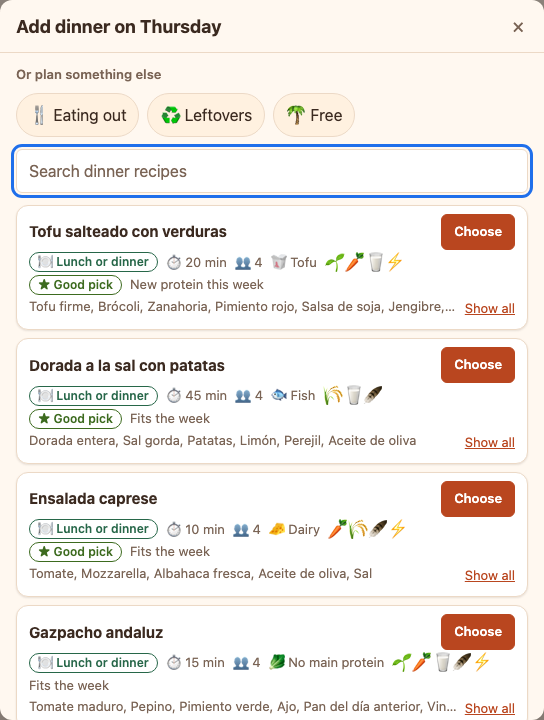 Add dinner on Thursday
×
Or plan something else
Eating out
Leftovers
Free
Search dinner recipes
Tofu salteado con verduras
Choose
Lunch or dinner 20 min 4 Tofu
Good pick New protein this week
Tofu firme, Brócoli, Zanahoria, Pimiento rojo, Salsa de soja, Jengibre,... Show all
Dorada a la sal con patatas
Choose
Lunch or dinner 45 min 4 Fish
Good pick Fits the week
Dorada entera, Sal gorda, Patatas, Limón, Perejil, Aceite de oliva
Show all
Ensalada caprese
Choose
Lunch or dinner 10 min 4 Dairy
Good pick Fits the week
Tomate, Mozzarella, Albahaca fresca, Aceite de oliva, Sal
Show all
Gazpacho andaluz
Choose
Lunch or dinner 15 min 4 No main protein
Fits the week
Tomate maduro, Pepino, Pimiento verde, Ajo, Pan del día anterior, Vin... Show all